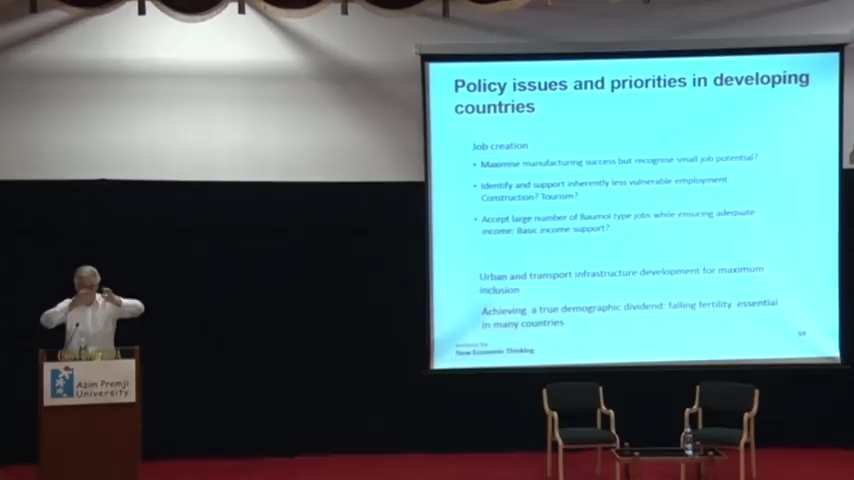 Policy issues and priorities in developing
countries
Job creation
• Maximise manufacturing success but recognise small job potential?
• Identify and support inherently less vulnerable employment:
Construction? Tourism?
• Accept large number of Baumol type jobs while ensuring adequate
income; Basic income support?
Urban and transport infrastructure development for maximum
inclusion
Achieving a true demographic dividend: falling fertility essential
in many countries
New Economic Thinking
59
Azim Premji
University